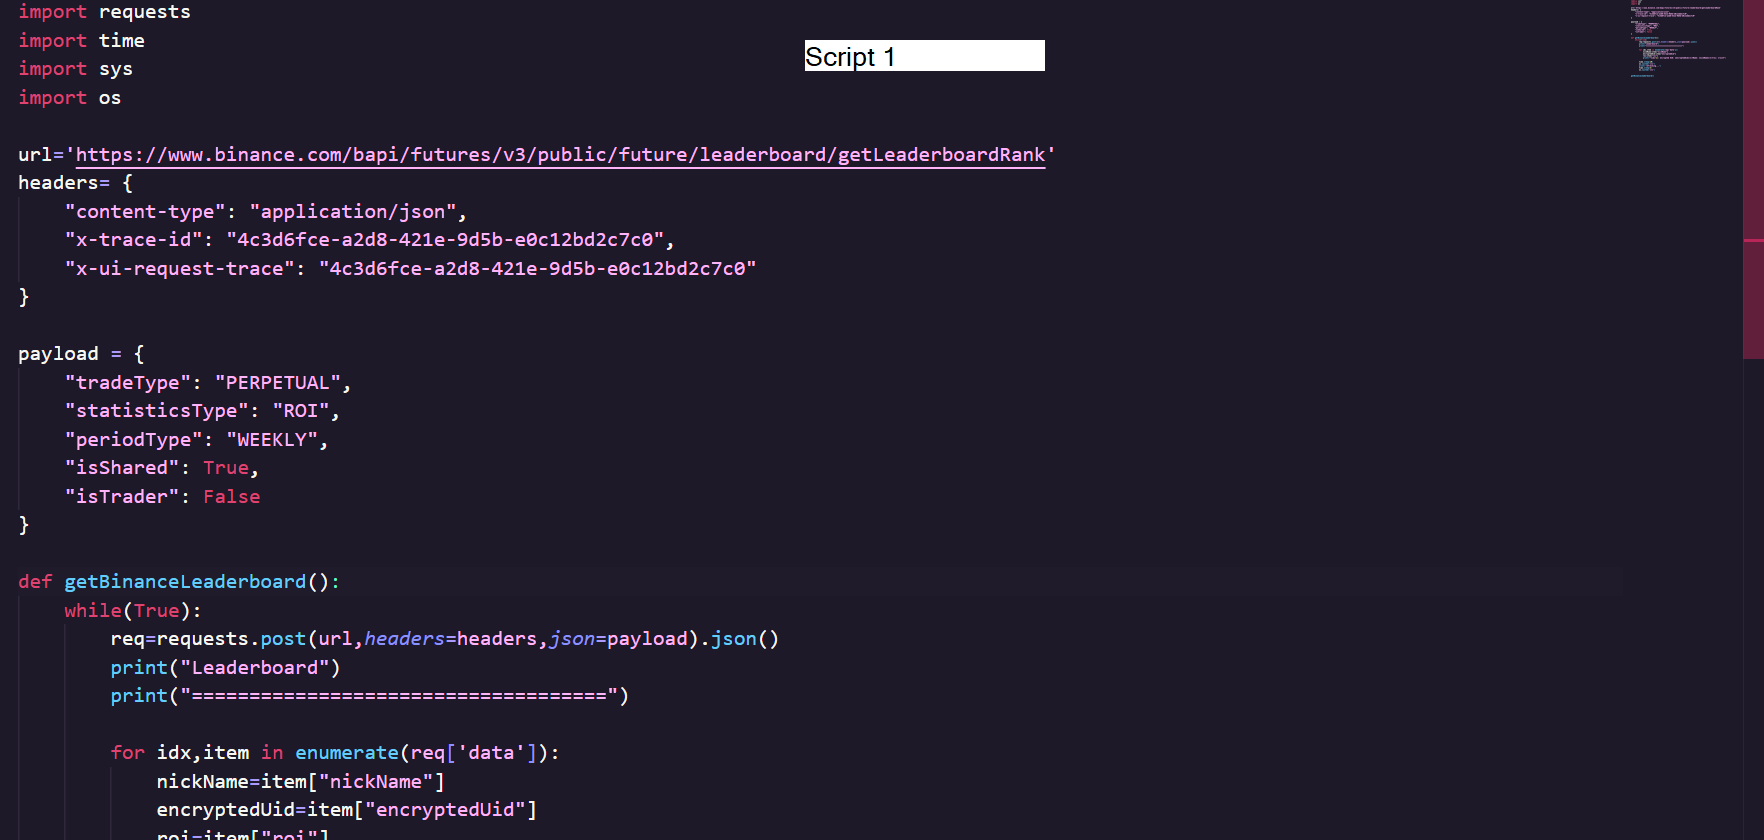 import requests
import time
Script 1
import sys
import os
url='https://www.binance.com/bapi/futures/v3/public/future/leaderboard/getLeaderboardRank'
headers= {
    "content-type": "application/json",
    "x-trace-id": "4c3d6fce-a2d8-421e-9d5b-e0c12bd2c7c0",
    "x-ui-request-trace": "4c3d6fce-a2d8-421e-9d5b-e0c12bd2c7c0"
}
payload = {
    "tradeType": "PERPETUAL",
    "statisticsType": "ROI",
    "periodType": "WEEKLY",
    "isShared": True,
    "isTrader": False
}
def getBinanceLeaderboard():
    while(True):
        req=requests.post(url,headers=headers,json=payload).json()
        print("Leaderboard")
        print("====================================")
        for idx,item in enumerate(req['data']):
            nickName=item["nickName"]
            encryptedUid=item["encryptedUid"]
            roi=item["roi"]